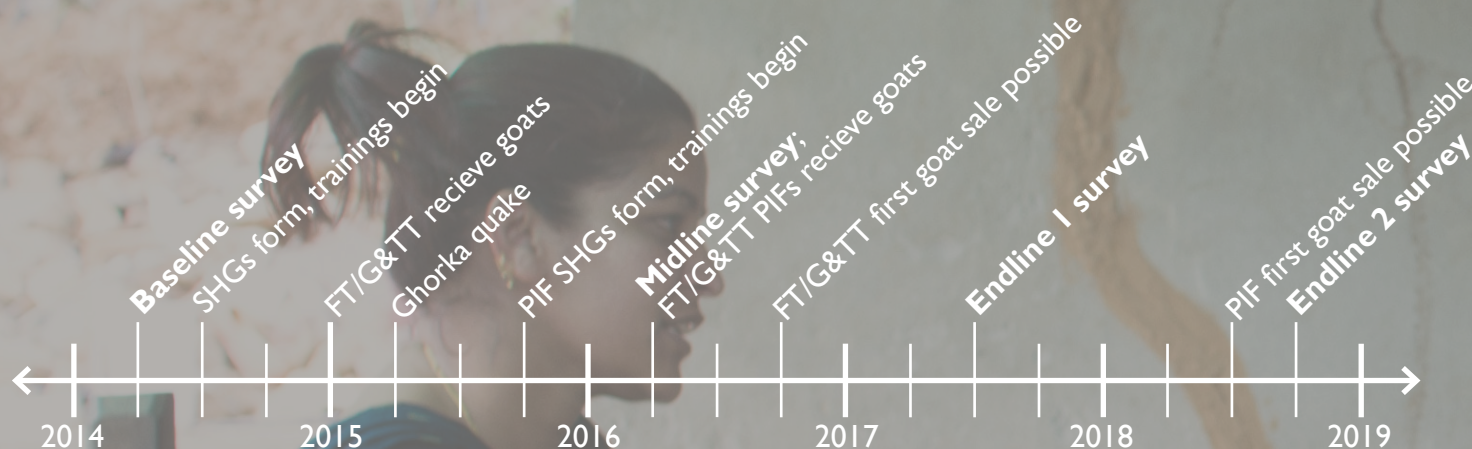 Baseline survey
SHGs form, trainings begin
FT/G&TT recieve goats
Ghorka quake
PIF SHGs form, trainings begin
Midline survey;
FT/G&TT PIFs recieve goats
FT/G&TT first goat sale possible
Endline 1 survey
PIF first goat sale possible
Endline 2 survey
2014
2015
2016
2017
2018
2019